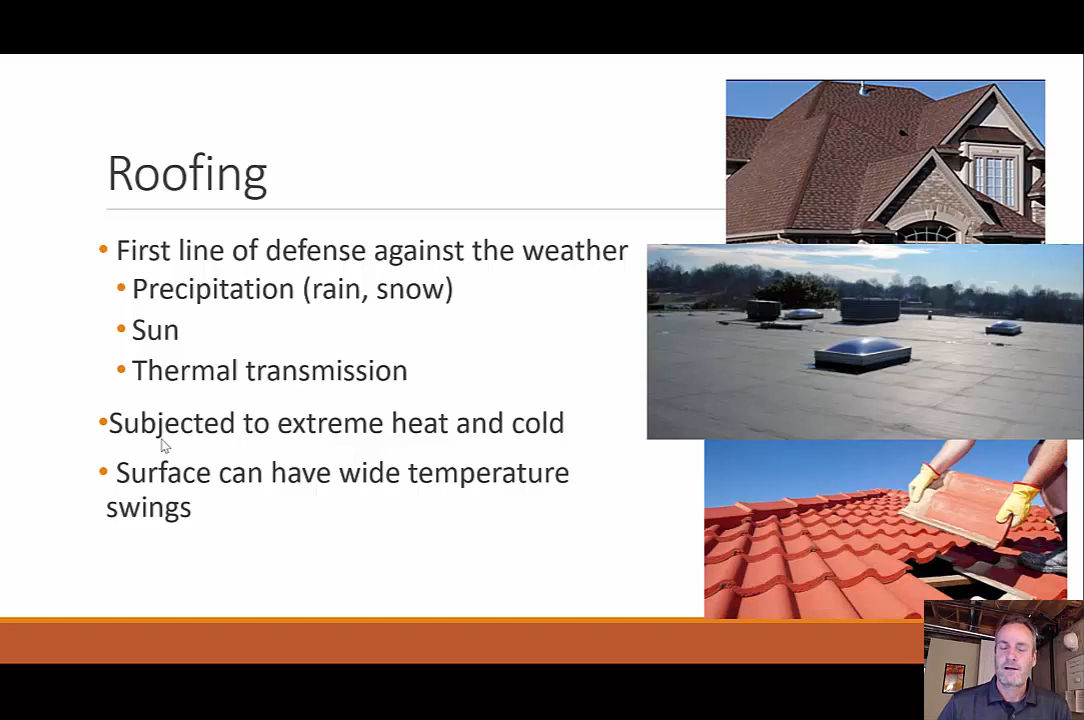 Roofing
• First line of defense against the weather
• Precipitation (rain, snow)
• Sun
• Thermal transmission
•Subjected to extreme heat and cold
• Surface can have wide temperature
swings